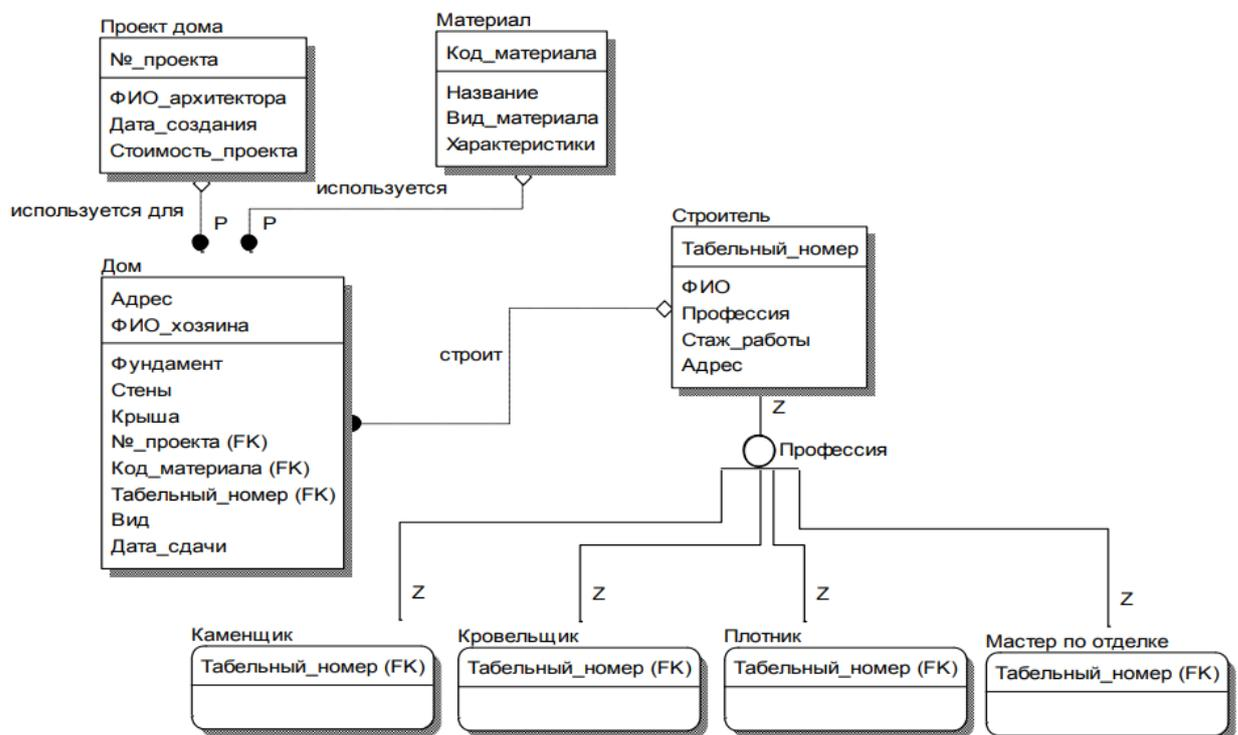 Проект дома
№_проекта
ФИО_архитектора
Дата_создания
Стоимость_проекта
Материал
Код_материала
Название
Вид_материала
Характеристики
используется для
P
используется
P
Дом
Адрес
ФИО_хозяина
Фундамент
Стены
Крыша
№_проекта (FK)
Код_материала (FK)
Табельный_номер (FK)
Вид
Дата_сдачи
строит
Строитель
Табельный_номер
ФИО
Профессия
Стаж_работы
Адрес
Z
Профессия
Z
Z
Z
Z
Каменщик
Табельный_номер (FK)
Кровельщик
Табельный_номер (FK)
Плотник
Табельный_номер (FK)
Мастер по отделке
Табельный_номер (FK)